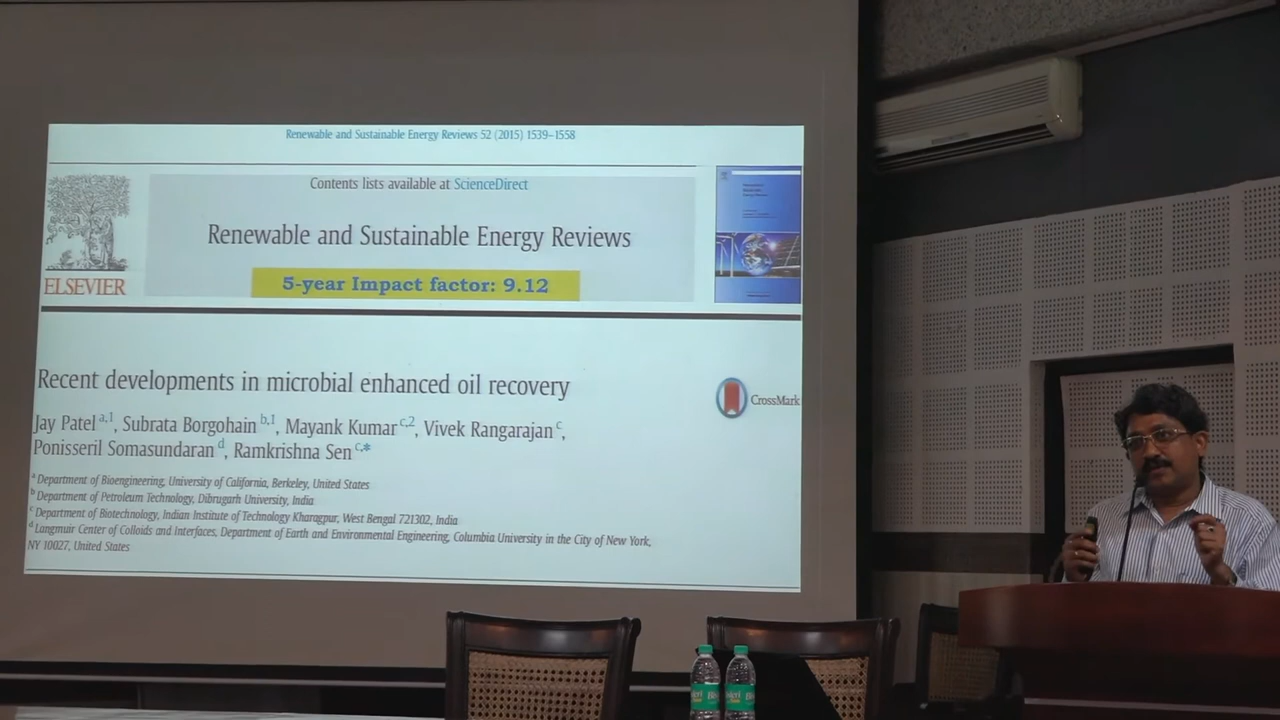 Renewable and Sustainable Energy Reviews 52 (2015) 1539–1558
Contents lists available at ScienceDirect
Renewable and Sustainable Energy Reviews
5-year Impact factor: 9.12
ELSEVIER
Recent developments in microbial enhanced oil recovery
CrossMark
Jay Patel a,1, Subrata Borgohain b,1, Mayank Kumar c,2, Vivek Rangarajan c,
Ponisseril Somasundaran d, Ramkrishna Sen c,*
a Department of Bioengineering, University of California, Berkeley, United States
b Department of Petroleum Technology, Dibrugarh University, India
c Department of Biotechnology, Indian Institute of Technology Kharagpur, West Bengal 721302, India
d Langmuir Center of Colloids and Interfaces, Department of Earth and Environmental Engineering, Columbia University in the City of New York,
NY 10027, United States